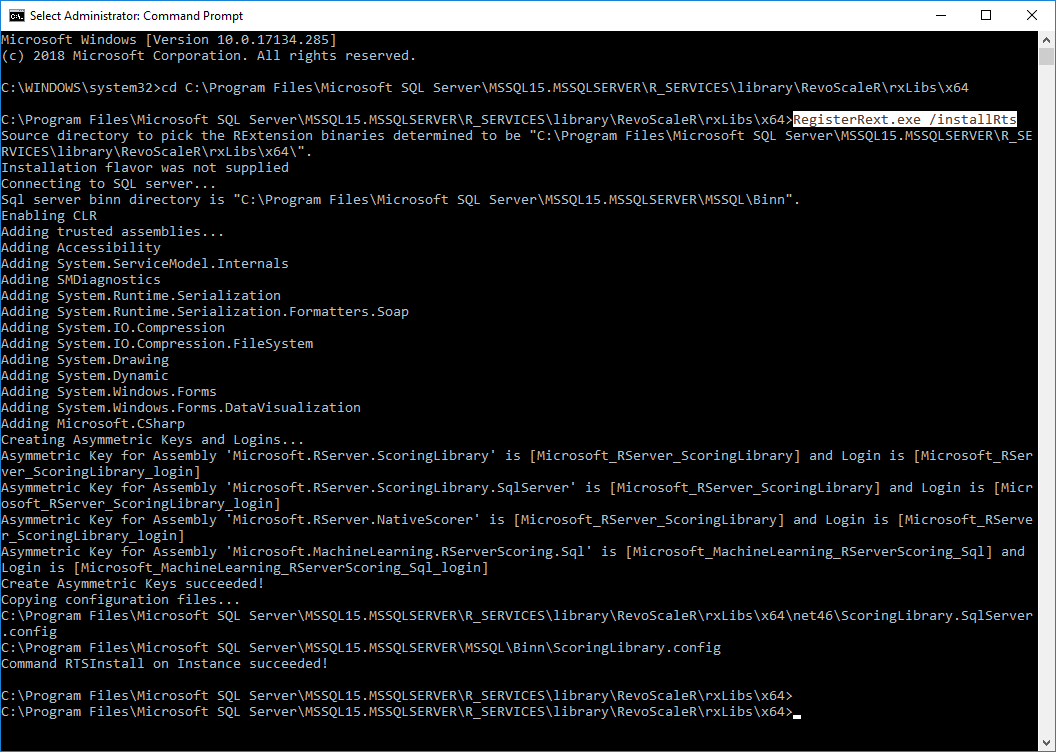 Select Administrator: Command Prompt
Microsoft Windows [Version 10.0.17134.285]
(c) 2018 Microsoft Corporation. All rights reserved.
C:\WINDOWS\system32>cd C:\Program Files\Microsoft SQL Server\MSSQL15.MSSQLSERVER\R_SERVICES\library\RevoScaleR\rxLibs\x64
C:\Program Files\Microsoft SQL Server\MSSQL15.MSSQLSERVER\R_SERVICES\library\RevoScaleR\rxLibs\x64>RegisterRext.exe /installRts
Source directory to pick the RExtension binaries determined to be "C:\Program Files\Microsoft SQL Server\MSSQL15.MSSQLSERVER\R_SE
RVICES\library\RevoScaleR\rxLibs\x64\".
Installation flavor was not supplied
Connecting to SQL server...
Sql server binn directory is "C:\Program Files\Microsoft SQL Server\MSSQL15.MSSQLSERVER\MSSQL\Binn".
Enabling CLR
Adding trusted assemblies...
Adding Accessibility
Adding System.ServiceModel.Internals
Adding SMDiagnostics
Adding System.Runtime.Serialization
Adding System.Runtime.Serialization.Formatters.Soap
Adding System.IO.Compression
Adding System.IO.Compression.FileSystem
Adding System.Drawing
Adding System.Dynamic
Adding System.Windows.Forms
Adding System.Windows.Forms.DataVisualization
Adding Microsoft.CSharp
Creating Asymmetric Keys and Logins...
Asymmetric Key for Assembly 'Microsoft.RServer.ScoringLibrary' is [Microsoft_RServer_ScoringLibrary] and Login is [Microsoft_RSer
ver_ScoringLibrary_login]
Asymmetric Key for Assembly 'Microsoft.RServer.ScoringLibrary.SqlServer' is [Microsoft_RServer_ScoringLibrary] and Login is [Micr
osoft_RServer_ScoringLibrary_login]
Asymmetric Key for Assembly 'Microsoft.RServer.NativeScorer' is [Microsoft_RServer_ScoringLibrary] and Login is [Microsoft_RServe
r_ScoringLibrary_login]
Asymmetric Key for Assembly 'Microsoft.MachineLearning.RServerScoring.Sql' is [Microsoft_MachineLearning_RServerScoring_Sql] and
Login is [Microsoft_MachineLearning_RServerScoring_Sql_login]
Create Asymmetric Keys succeeded!
Copying configuration files...
C:\Program Files\Microsoft SQL Server\MSSQL15.MSSQLSERVER\R_SERVICES\library\RevoScaleR\rxLibs\x64\net46\ScoringLibrary.SqlServer
.config
C:\Program Files\Microsoft SQL Server\MSSQL15.MSSQLSERVER\MSSQL\Binn\ScoringLibrary.config
Command RTSInstall on Instance succeeded!
C:\Program Files\Microsoft SQL Server\MSSQL15.MSSQLSERVER\R_SERVICES\library\RevoScaleR\rxLibs\x64>
C:\Program Files\Microsoft SQL Server\MSSQL15.MSSQLSERVER\R_SERVICES\library\RevoScaleR\rxLibs\x64>